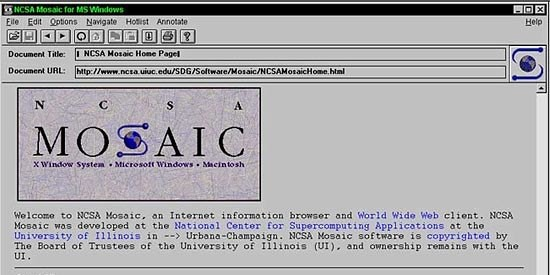 NCSA Mosaic for MS Windows
File Edit Options Navigate Hotlist Annotate Help
Document Title: NCSA Mosaic Home Page
Document URL: http://www.ncsa.uiuc.edu/SDG/Software/Mosaic/NCSAMosaicHome.html
N C S A
MOSAIC
X Window System • Microsoft Windows • Macintosh
Welcome to NCSA Mosaic, an Internet information browser and World Wide Web client. NCSA
Mosaic was developed at the National Center for Supercomputing Applications at the
University of Illinois in --> Urbana-Champaign. NCSA Mosaic software is copyrighted by
The Board of Trustees of the University of Illinois (UI), and ownership remains with the
UI.